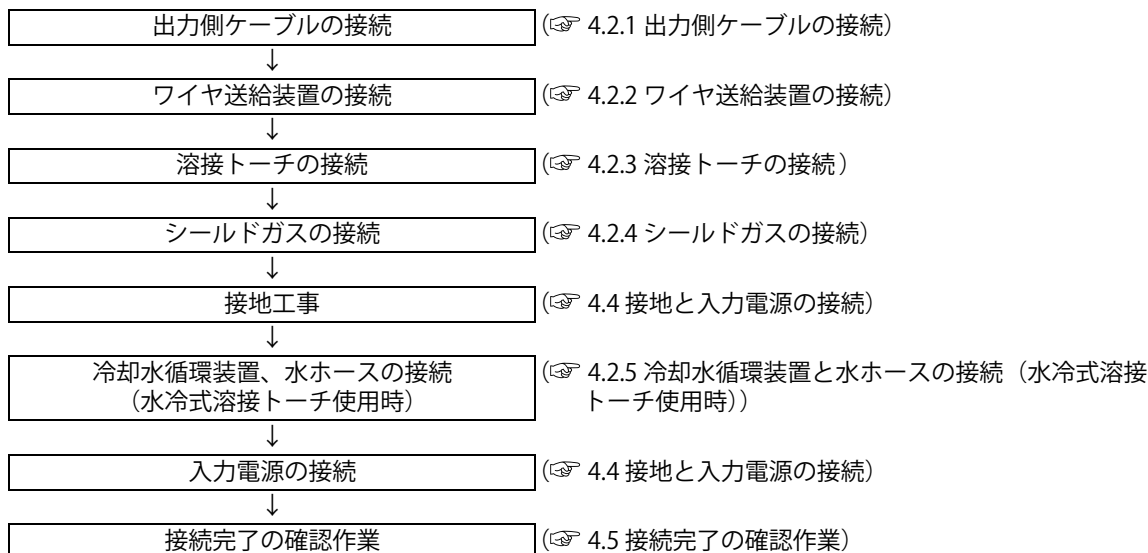 出力側ケーブルの接続 (☞ 4.2.1 出力側ケーブルの接続)
↓
ワイヤ送給装置の接続 (☞ 4.2.2 ワイヤ送給装置の接続)
↓
溶接トーチの接続 (☞ 4.2.3 溶接トーチの接続 )
↓
シールドガスの接続 (☞ 4.2.4 シールドガスの接続)
↓
接地工事 (☞ 4.4 接地と入力電源の接続)
↓
冷却水循環装置、水ホースの接続 (☞ 4.2.5 冷却水循環装置と水ホースの接続(水冷式溶接
(水冷式溶接トーチ使用時) トーチ使用時))
↓
入力電源の接続 (☞ 4.4 接地と入力電源の接続)
↓
接続完了の確認作業 (☞ 4.5 接続完了の確認作業)